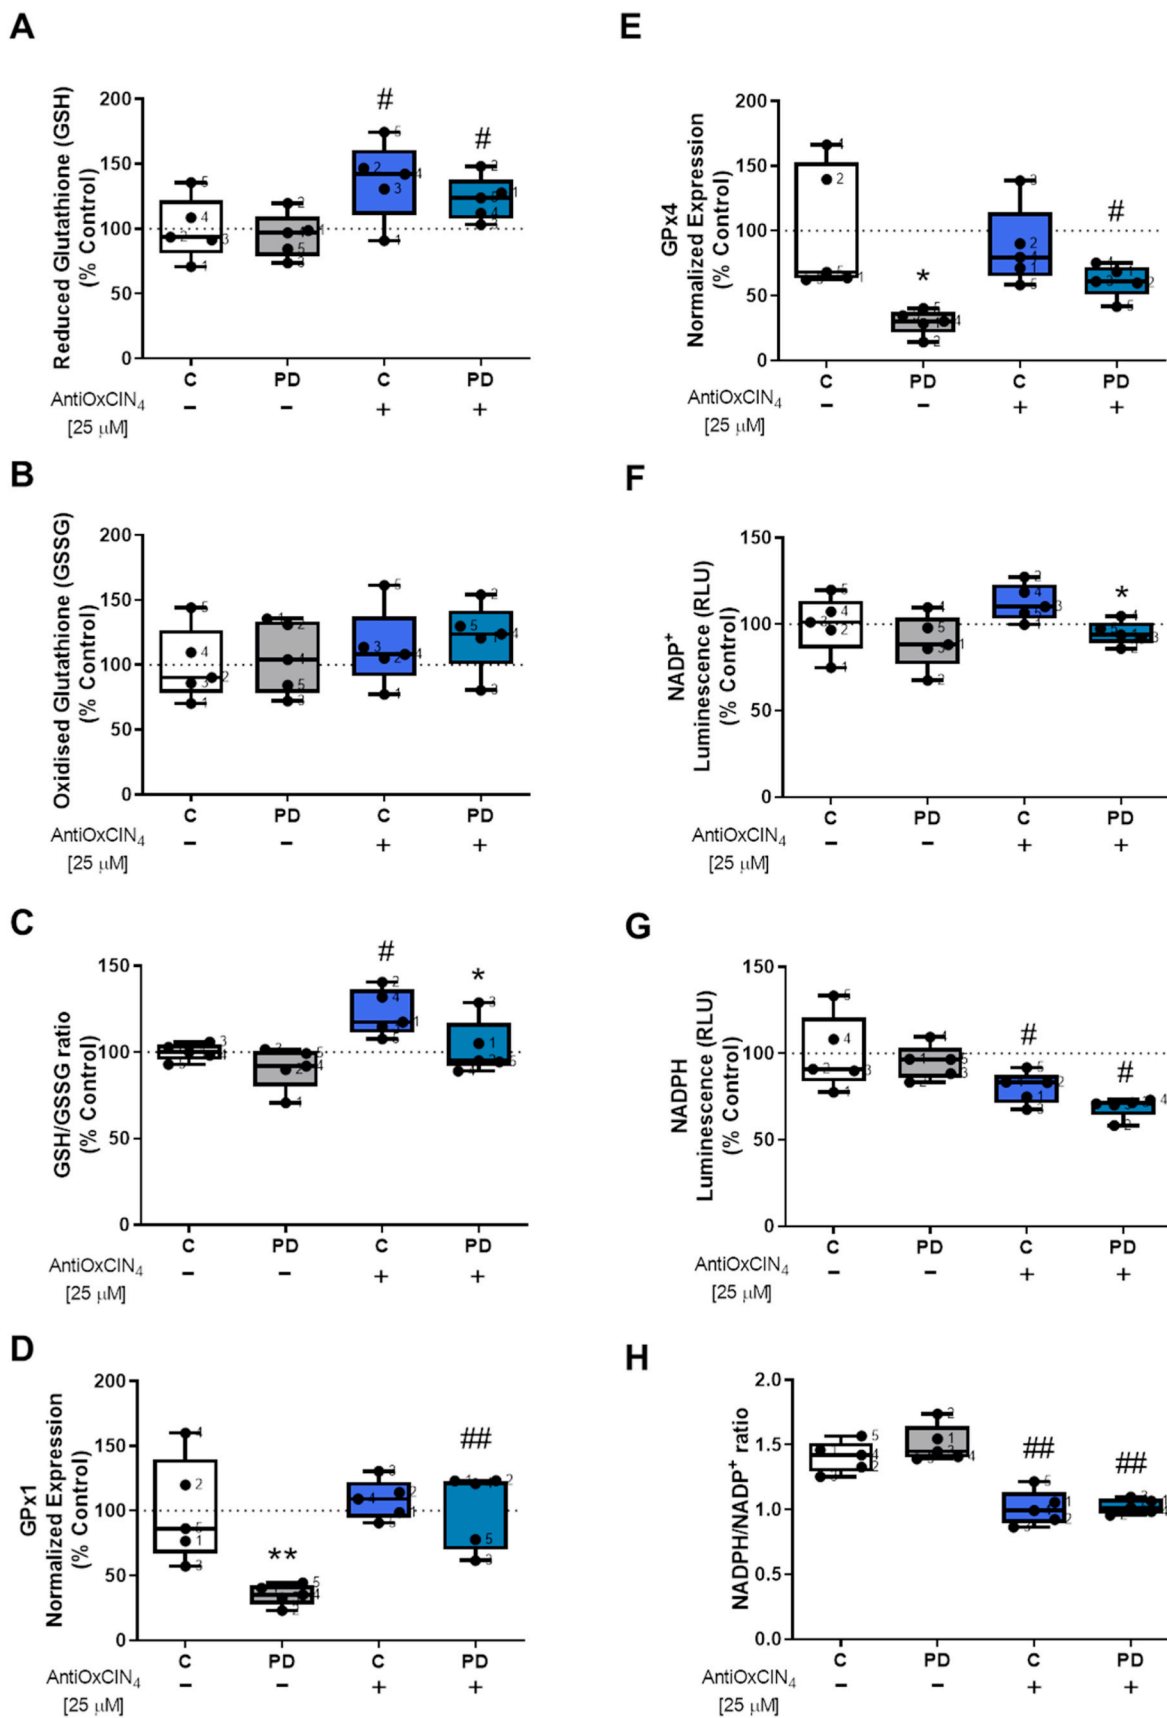 A
Reduced Glutathione (GSH)
(% Control)
200
150
100
50
0
#
#
C PD C PD
AntiOxCIN4
[25 µM]
− − + +
B
Oxidised Glutathione (GSSG)
(% Control)
200
150
100
50
0
C PD C PD
AntiOxCIN4
[25 µM]
− − + +
C
GSH/GSSG ratio
(% Control)
150
100
50
0
#
*
C PD C PD
AntiOxCIN4
[25 µM]
− − + +
D
GPx1
Normalized Expression
(% Control)
200
150
100
50
0
**
##
C PD C PD
AntiOxCIN4
[25 µM]
− − + +
E
GPx4
Normalized Expression
(% Control)
200
150
100
50
0
*
#
C PD C PD
AntiOxCIN4
[25 µM]
− − + +
F
NADP+
Luminescence (RLU)
(% Control)
150
100
50
0
*
C PD C PD
AntiOxCIN4
[25 µM]
− − + +
G
NADPH
Luminescence (RLU)
(% Control)
150
100
50
0
#
#
C PD C PD
AntiOxCIN4
[25 µM]
− − + +
H
NADPH/NADP+ ratio
2.0
1.5
1.0
0.5
0.0
##
##
C PD C PD
AntiOxCIN4
[25 µM]
− − + +